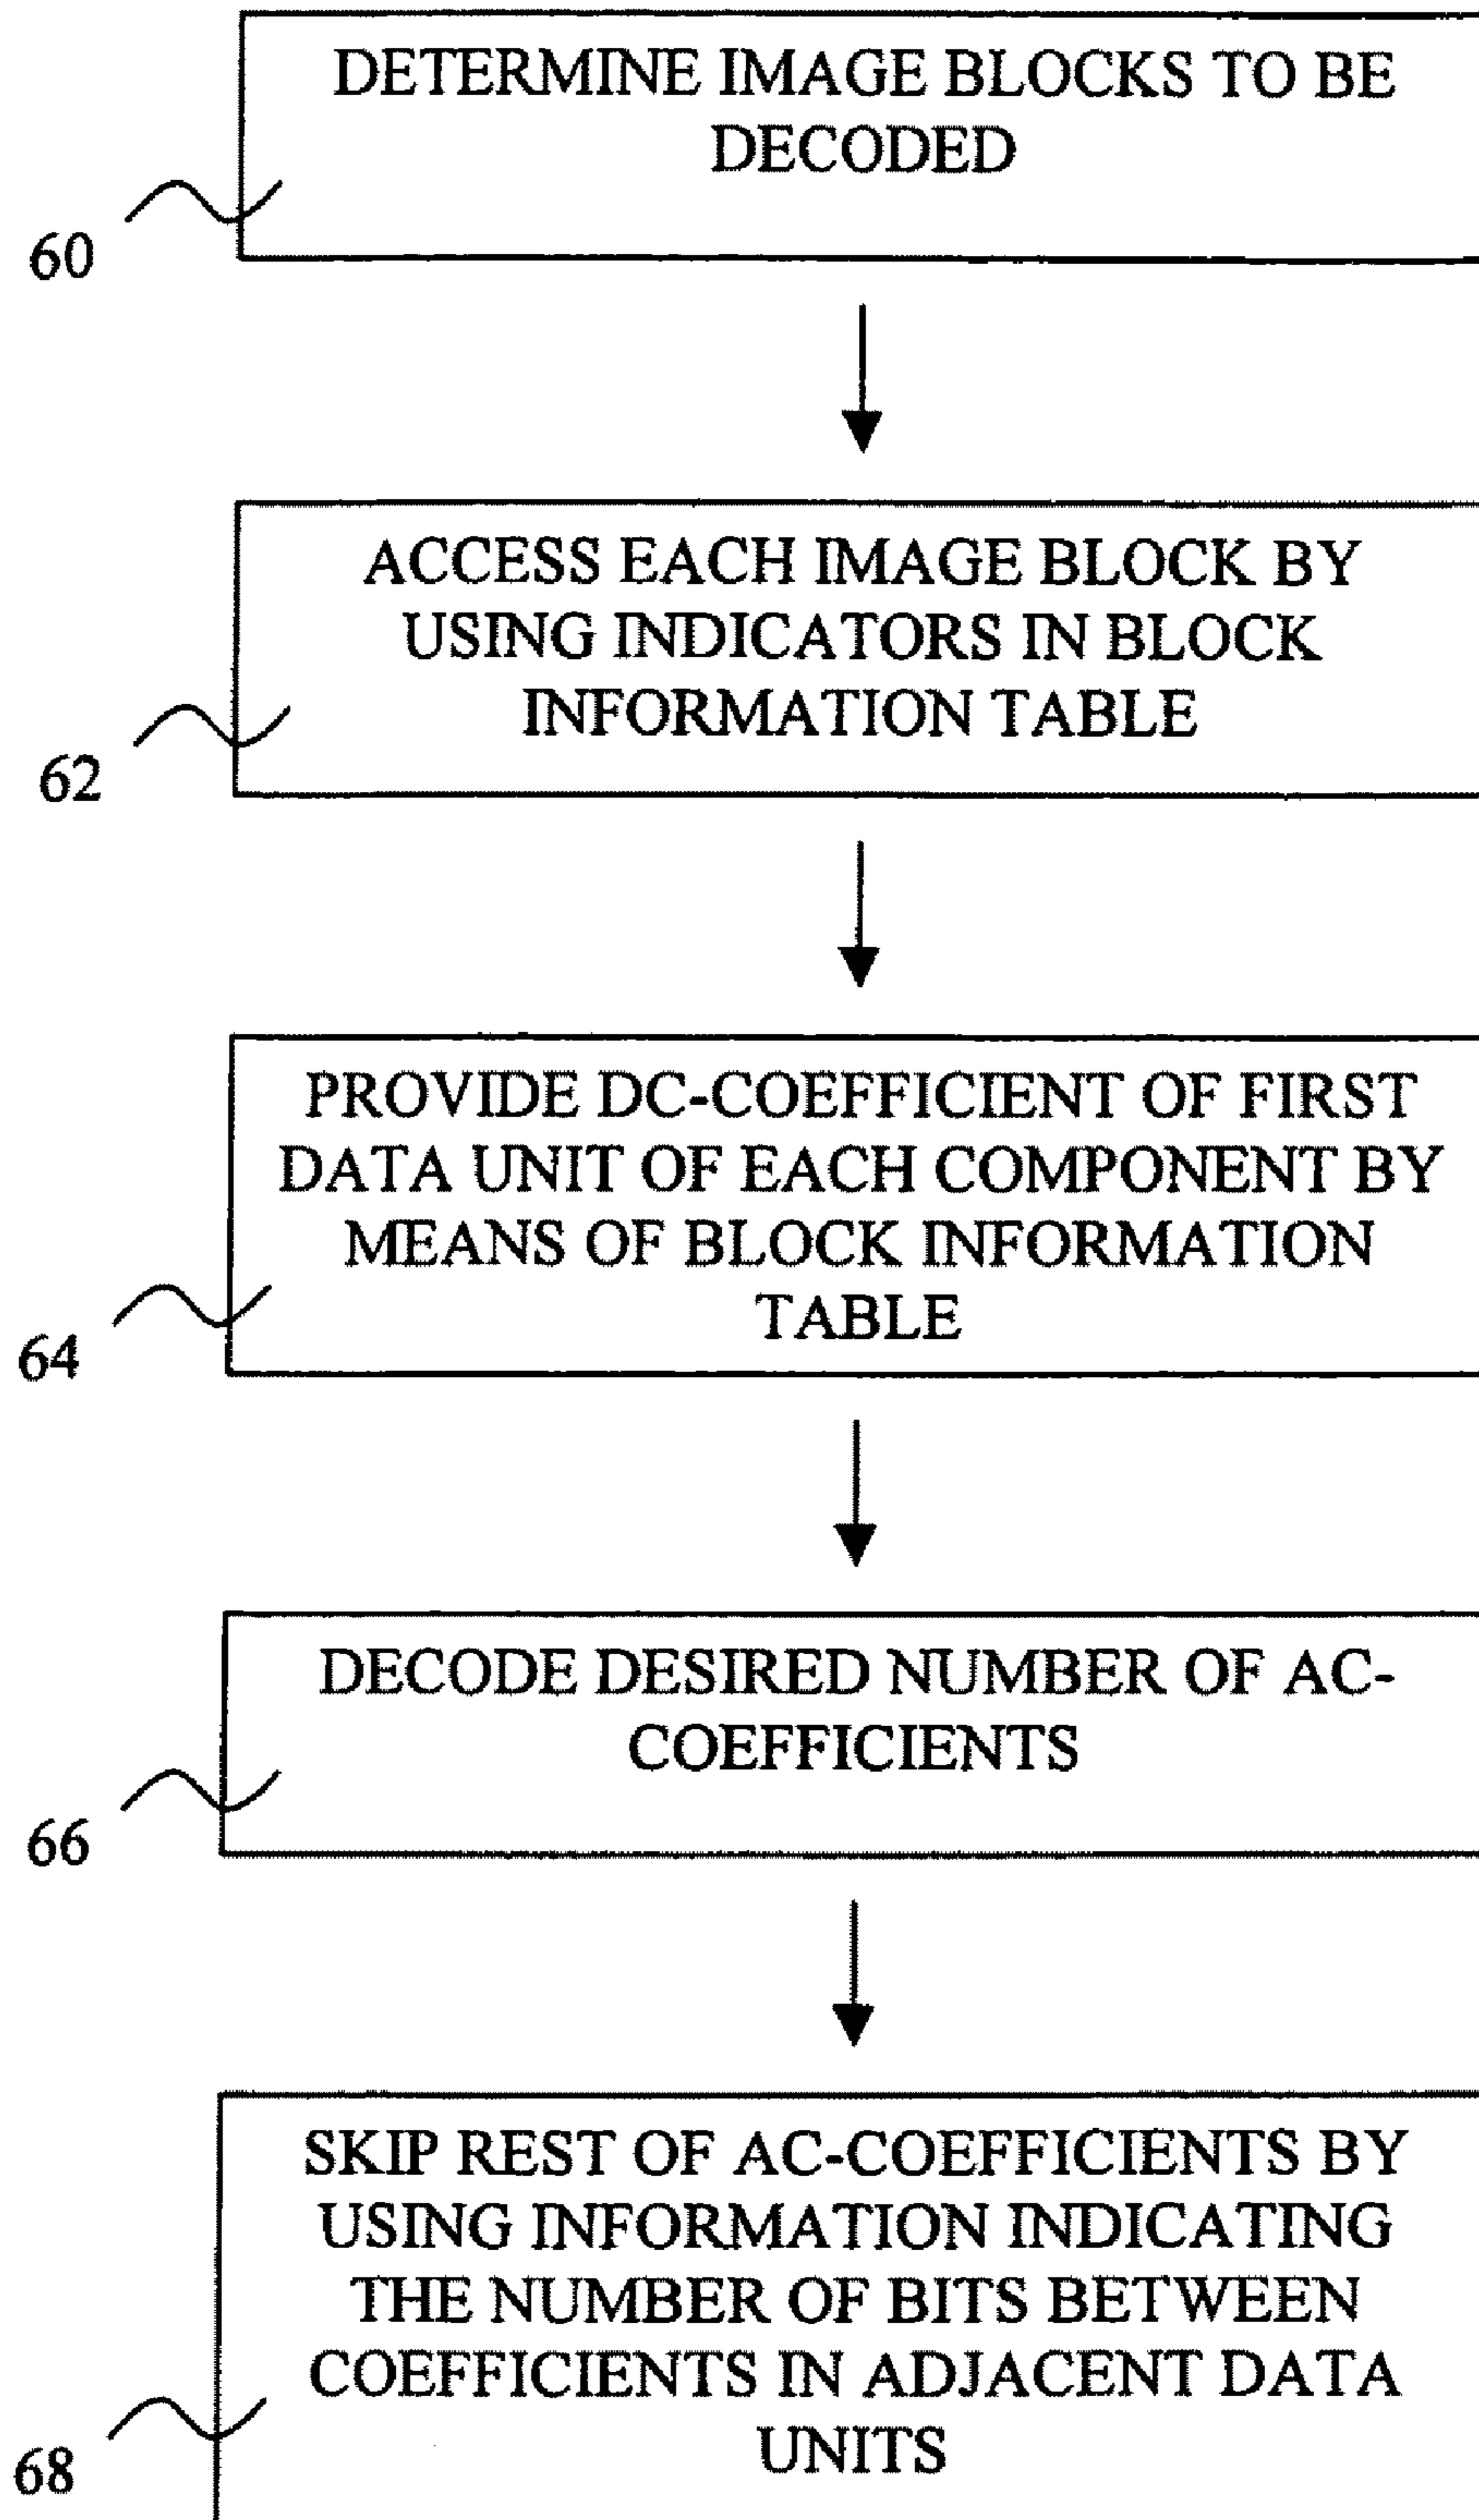 DETERMINE IMAGE BLOCKS TO BE
DECODED
60
ACCESS EACH IMAGE BLOCK BY
USING INDICATORS IN BLOCK
INFORMATION TABLE
62
PROVIDE DC-COEFFICIENT OF FIRST
DATA UNIT OF EACH COMPONENT BY
MEANS OF BLOCK INFORMATION
TABLE
64
DECODE DESIRED NUMBER OF AC-
COEFFICIENTS
66
SKIP REST OF AC-COEFFICIENTS BY
USING INFORMATION INDICATING
THE NUMBER OF BITS BETWEEN
COEFFICIENTS IN ADJACENT DATA
UNITS
68